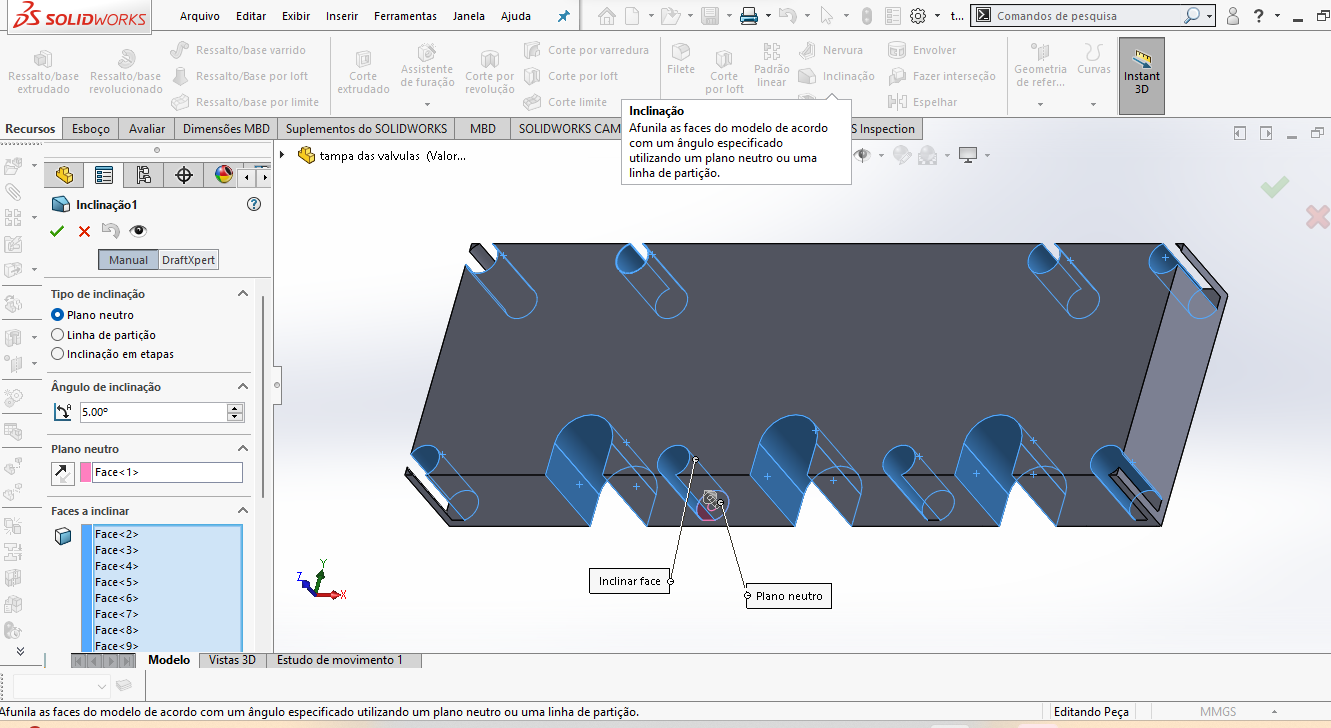 SOLIDWORKS
Arquivo Editar Exibir Inserir Ferramentas Janela Ajuda
t...
Comandos de pesquisa
?
Ressalto/base extrudado
Ressalto/base revolucionado
Ressalto/base varrido
Ressalto/Base por loft
Ressalto/base por limite
Corte extrudado
Assistente de furação
Corte por revolução
Corte por varredura
Corte por loft
Corte limite
Filete
Corte por loft
Padrão linear
Nervura
Inclinação
Envolver
Fazer interseção
Espelhar
Geometria de refer...
Curvas
Instant 3D
Recursos Esboço Avaliar Dimensões MBD Suplementos do SOLIDWORKS MBD SOLIDWORKS CAM S Inspection
Inclinação
Afunila as faces do modelo de acordo
com um ângulo especificado
utilizando um plano neutro ou uma
linha de partição.
tampa das valvulas (Valor...
Inclinação1
Manual DraftXpert
Tipo de inclinação
Plano neutro
Linha de partição
Inclinação em etapas
Ângulo de inclinação
5.00º
Plano neutro
Face<1>
Faces a inclinar
Face<2>
Face<3>
Face<4>
Face<5>
Face<6>
Face<7>
Face<8>
Face<9>
Inclinar face
Plano neutro
Y
Z
X
Modelo Vistas 3D Estudo de movimento 1
Afunila as faces do modelo de acordo com um ângulo especificado utilizando um plano neutro ou uma linha de partição.
Editando Peça
MMGS